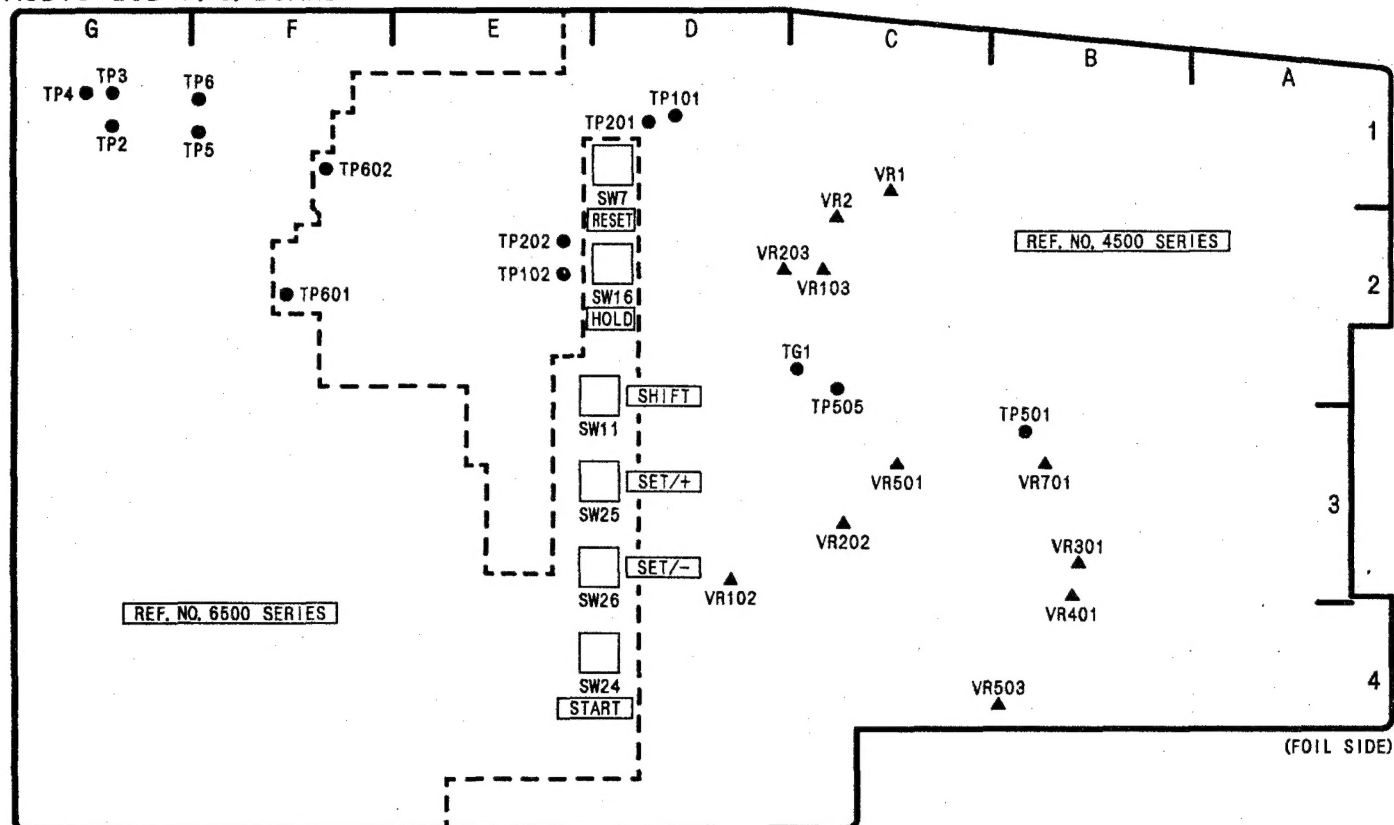 G F E D C B A
TP3 TP6
TP4
TP101
TP201
TP2 TP5
1
TP602
VR1
SW7
VR2
RESET
REF. NO. 4500 SERIES
TP202
VR203
TP102
VR103
SW16
2
TP601
HOLD
TG1
SHIFT
TP505
TP501
SW11
VR501 VR701
SET/+
3
SW25
VR202
VR301
SET/-
VR102
SW26
VR401
REF. NO. 6500 SERIES
SW24
VR503
4
START
(FOIL SIDE)